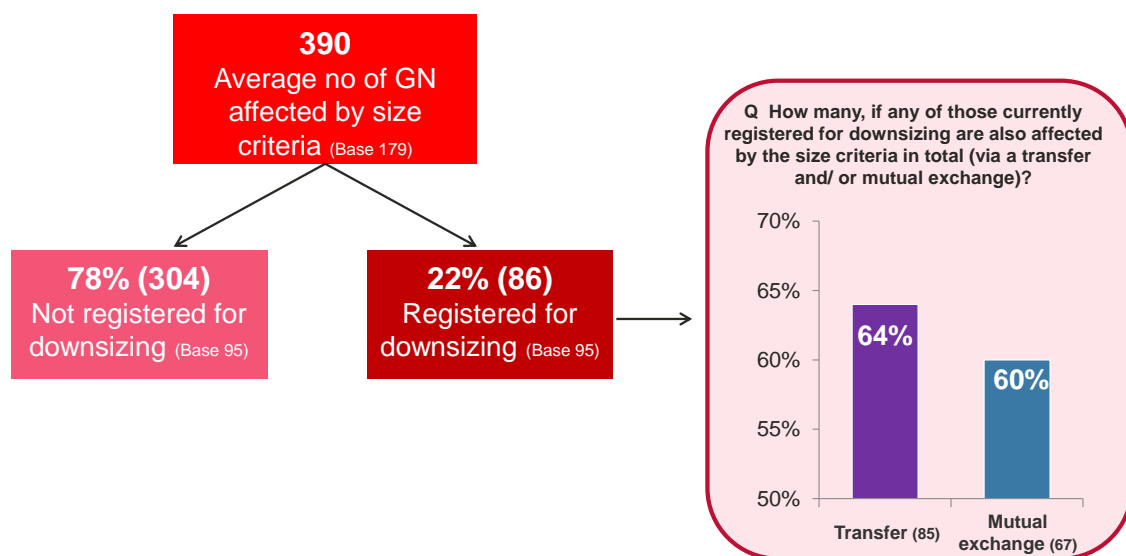 390
Average no of GN
affected by size
criteria (Base 179)
78% (304)
Not registered for
downsizing (Base 95)
22% (86)
Registered for
downsizing (Base 95)
Q How many, if any of those currently
registered for downsizing are also affected
by the size criteria in total (via a transfer
and/ or mutual exchange)?
70%
65%
60%
55%
50%
64%
60%
Transfer (85)
Mutual
exchange (67)